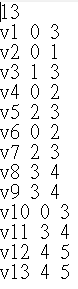 13
v1 0 3
v2 0 1
v3 1 3
v4 0 2
v5 2 3
v6 0 2
v7 2 3
v8 3 4
v9 3 4
v10 0 3
v11 3 4
v12 4 5
v13 4 5